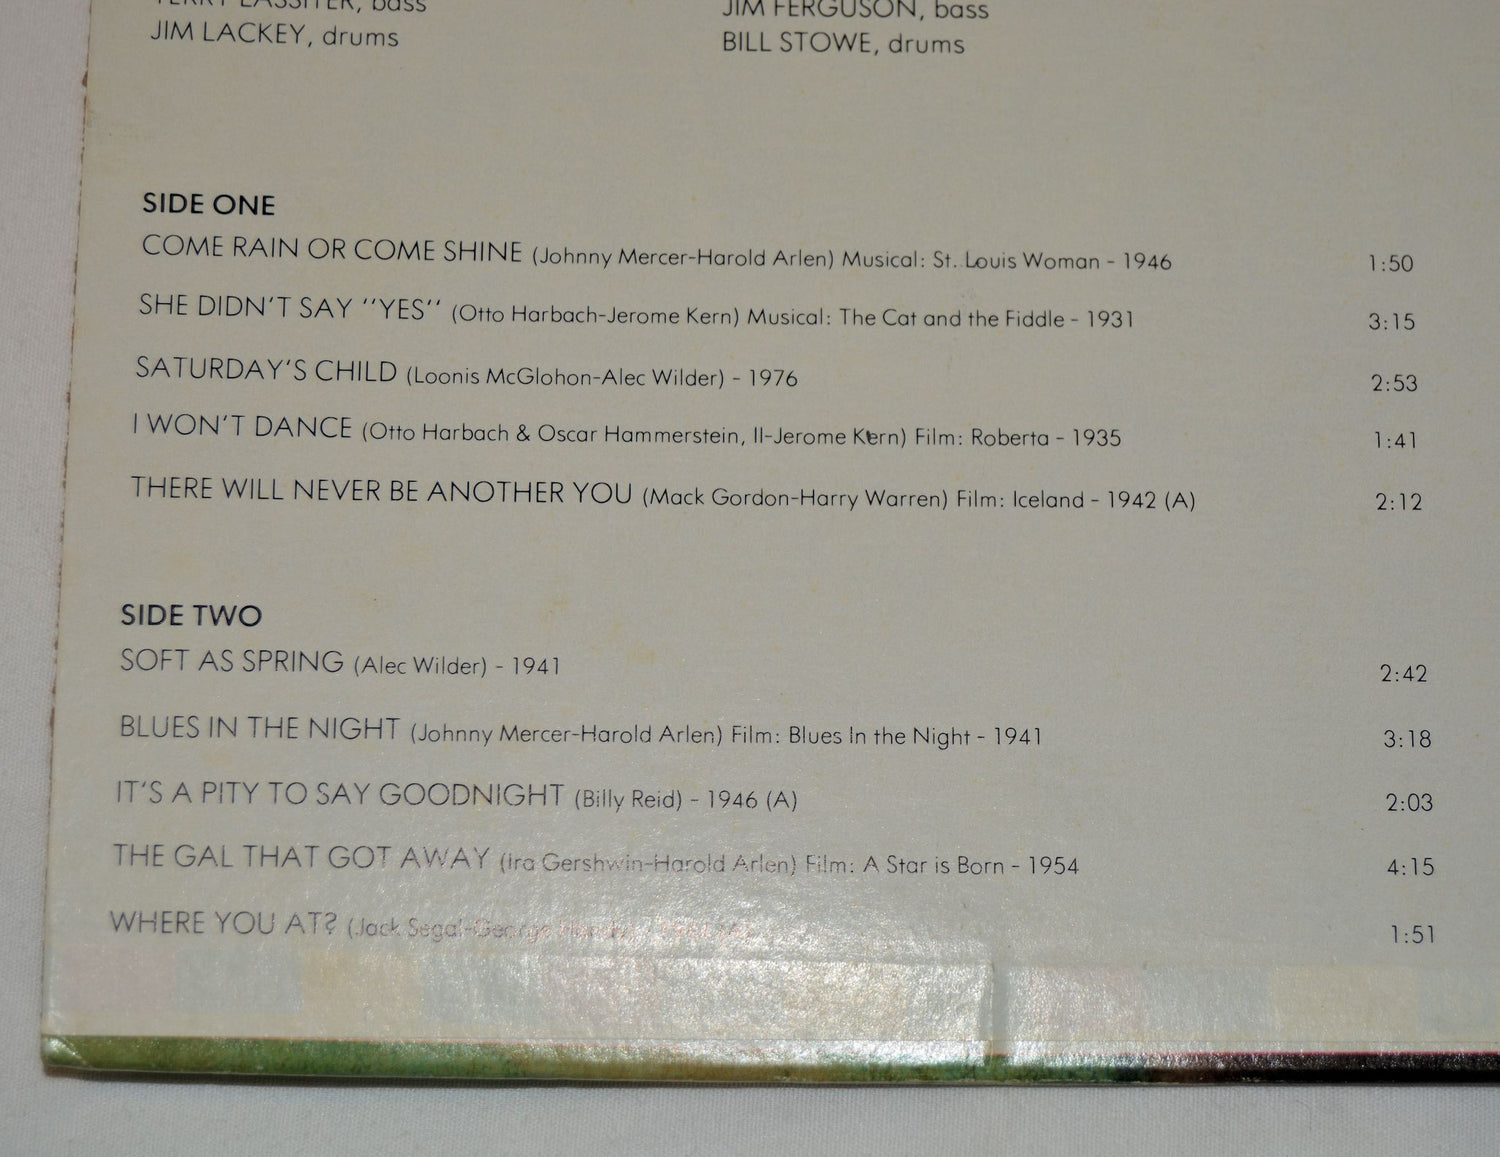 TERRY LASSITER, bass
JIM LACKEY, drums
JIM FERGUSON, bass
BILL STOWE, drums
SIDE ONE
COME RAIN OR COME SHINE (Johnny Mercer-Harold Arlen) Musical: St. Louis Woman - 1946 1:50
SHE DIDN'T SAY "YES" (Otto Harbach-Jerome Kern) Musical: The Cat and the Fiddle - 1931 3:15
SATURDAY'S CHILD (Loonis McGlohon-Alec Wilder) - 1976 2:53
I WON'T DANCE (Otto Harbach & Oscar Hammerstein, II-Jerome Kern) Film: Roberta - 1935 1:41
THERE WILL NEVER BE ANOTHER YOU (Mack Gordon-Harry Warren) Film: Iceland - 1942 (A) 2:12
SIDE TWO
SOFT AS SPRING (Alec Wilder) - 1941 2:42
BLUES IN THE NIGHT (Johnny Mercer-Harold Arlen) Film: Blues In the Night - 1941 3:18
IT'S A PITY TO SAY GOODNIGHT (Billy Reid) - 1946 (A) 2:03
THE GAL THAT GOT AWAY (Ira Gershwin-Harold Arlen) Film: A Star is Born - 1954 4:15
WHERE YOU AT? (Jack Segal-George 1:51